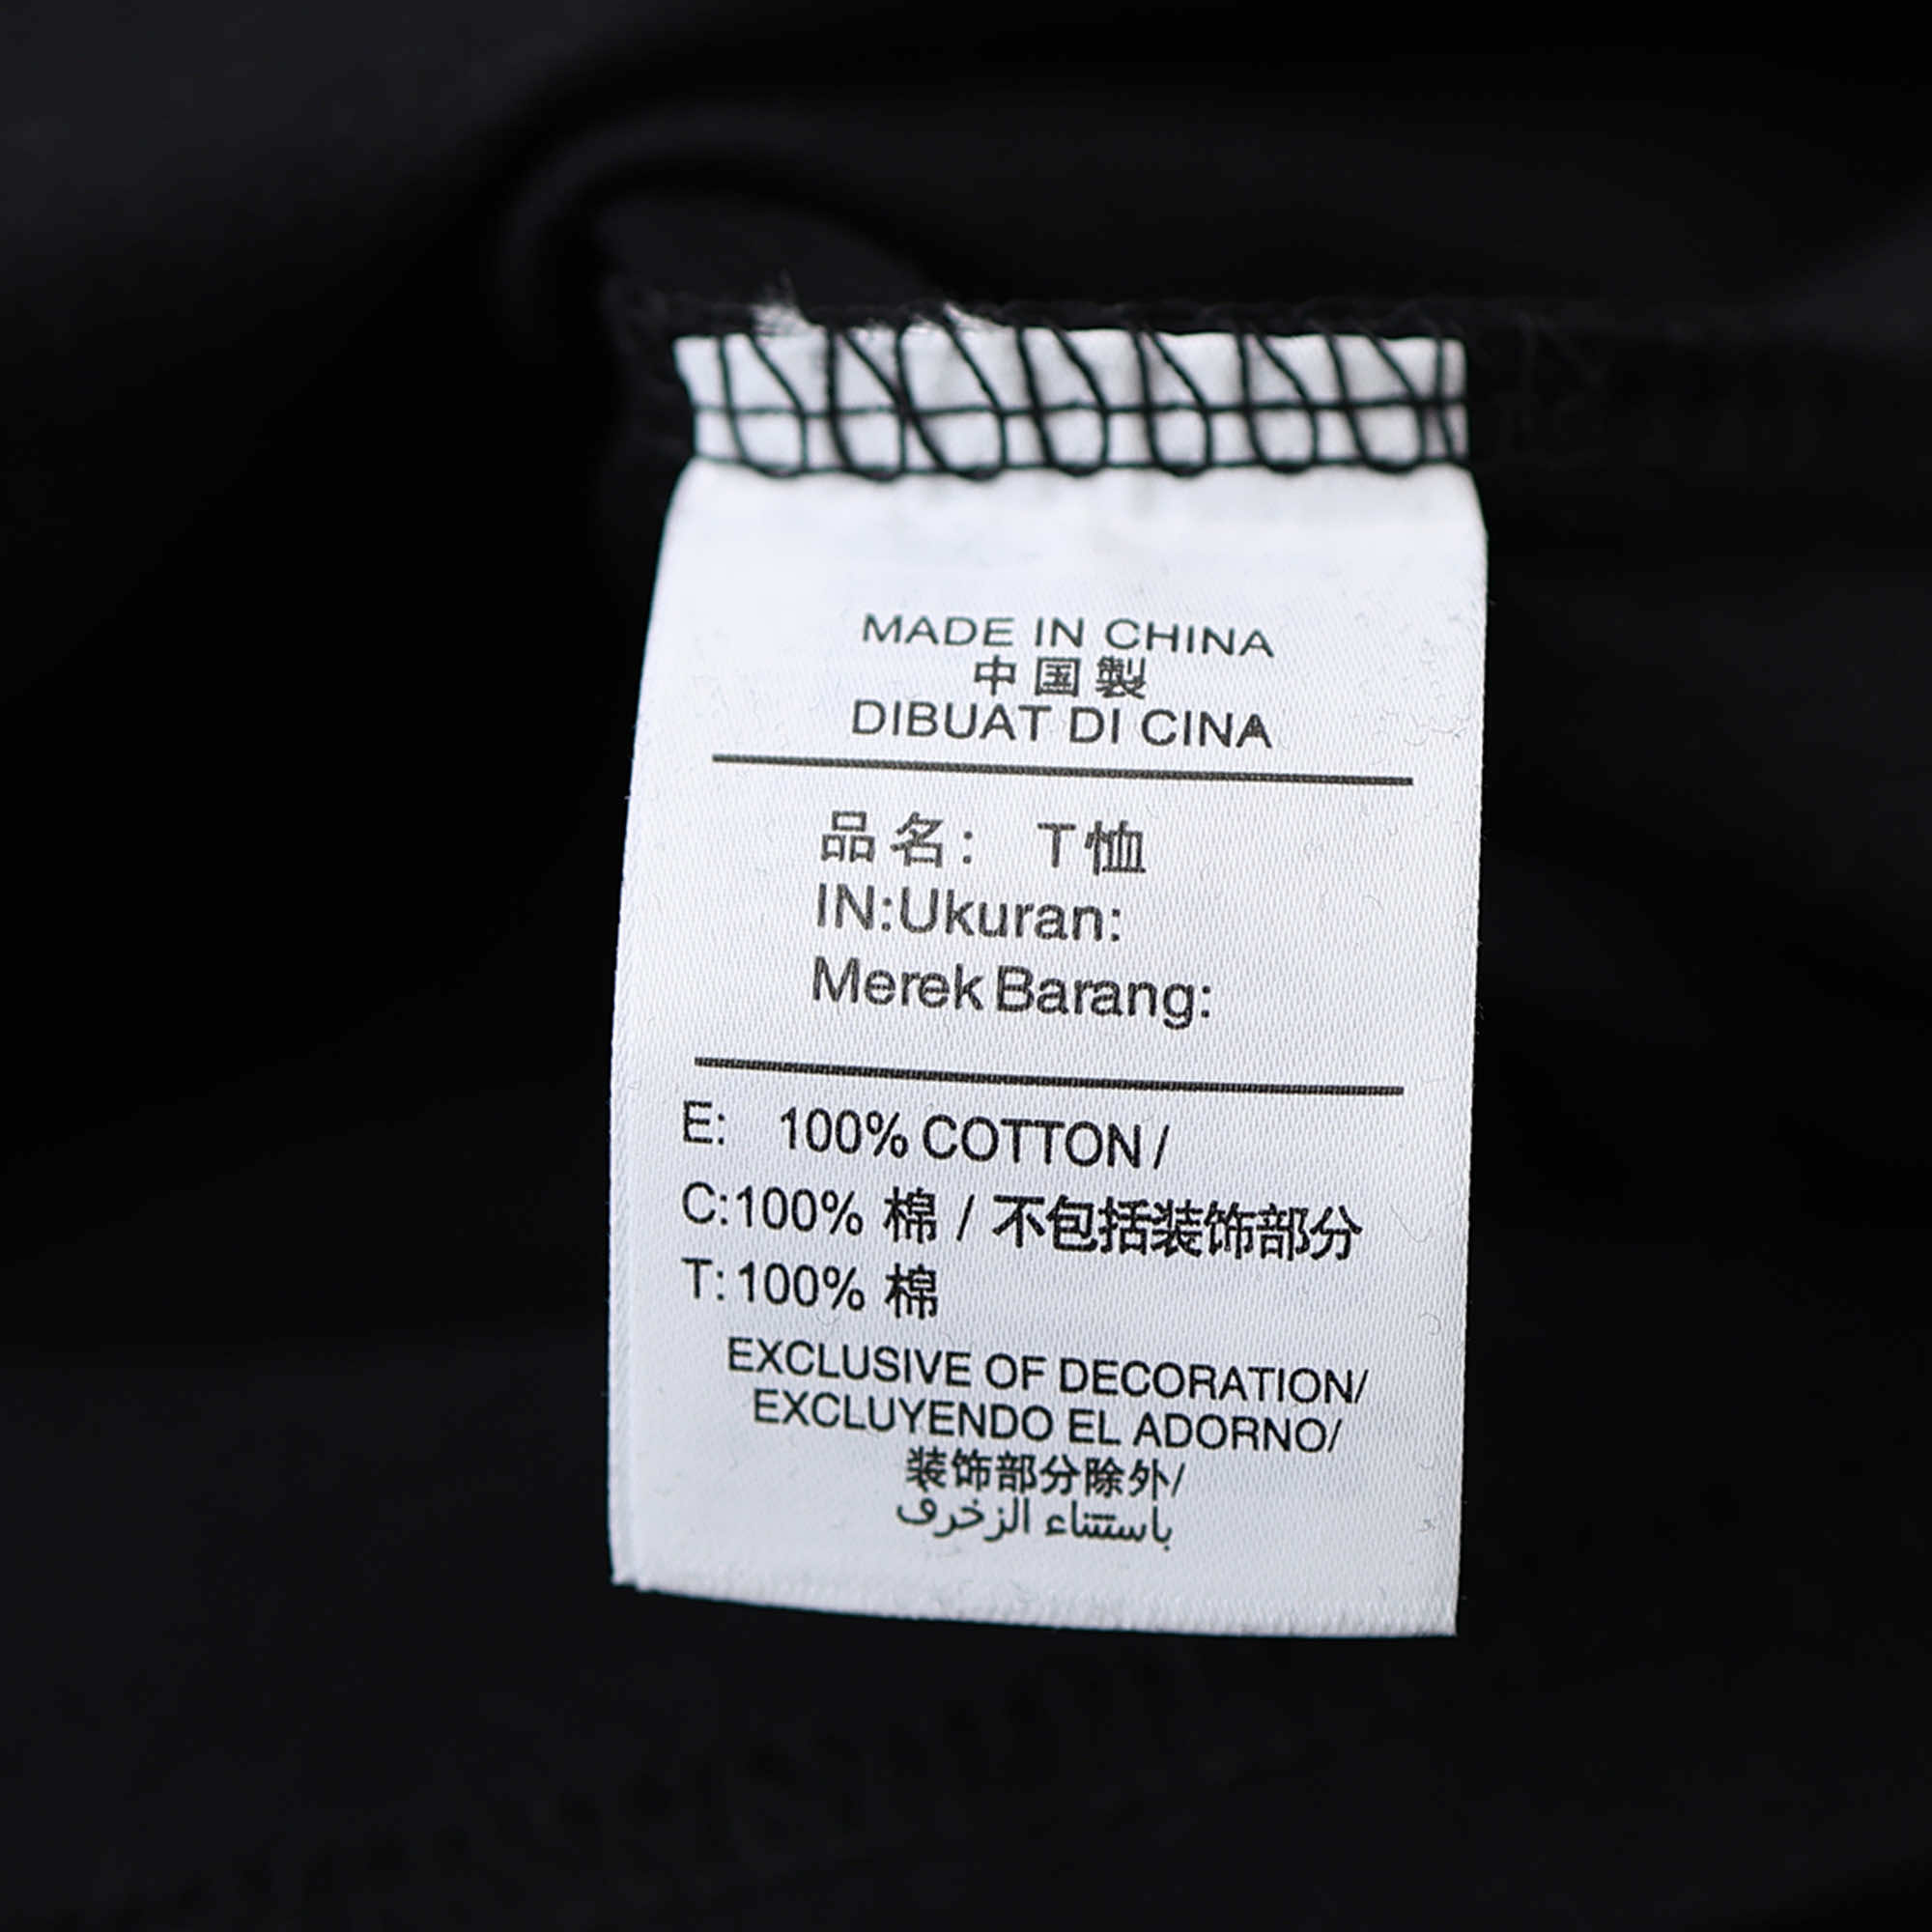 MADE IN CHINA
中国製
DIBUAT DI CINA
品名： T恤
IN:Ukuran:
Merek Barang:
E: 100% COTTON /
C:100% 棉 / 不包括装饰部分
T:100% 棉
EXCLUSIVE OF DECORATION/
EXCLUYENDO EL ADORNO/
装饰部分除外/
باستثناء الزخرف